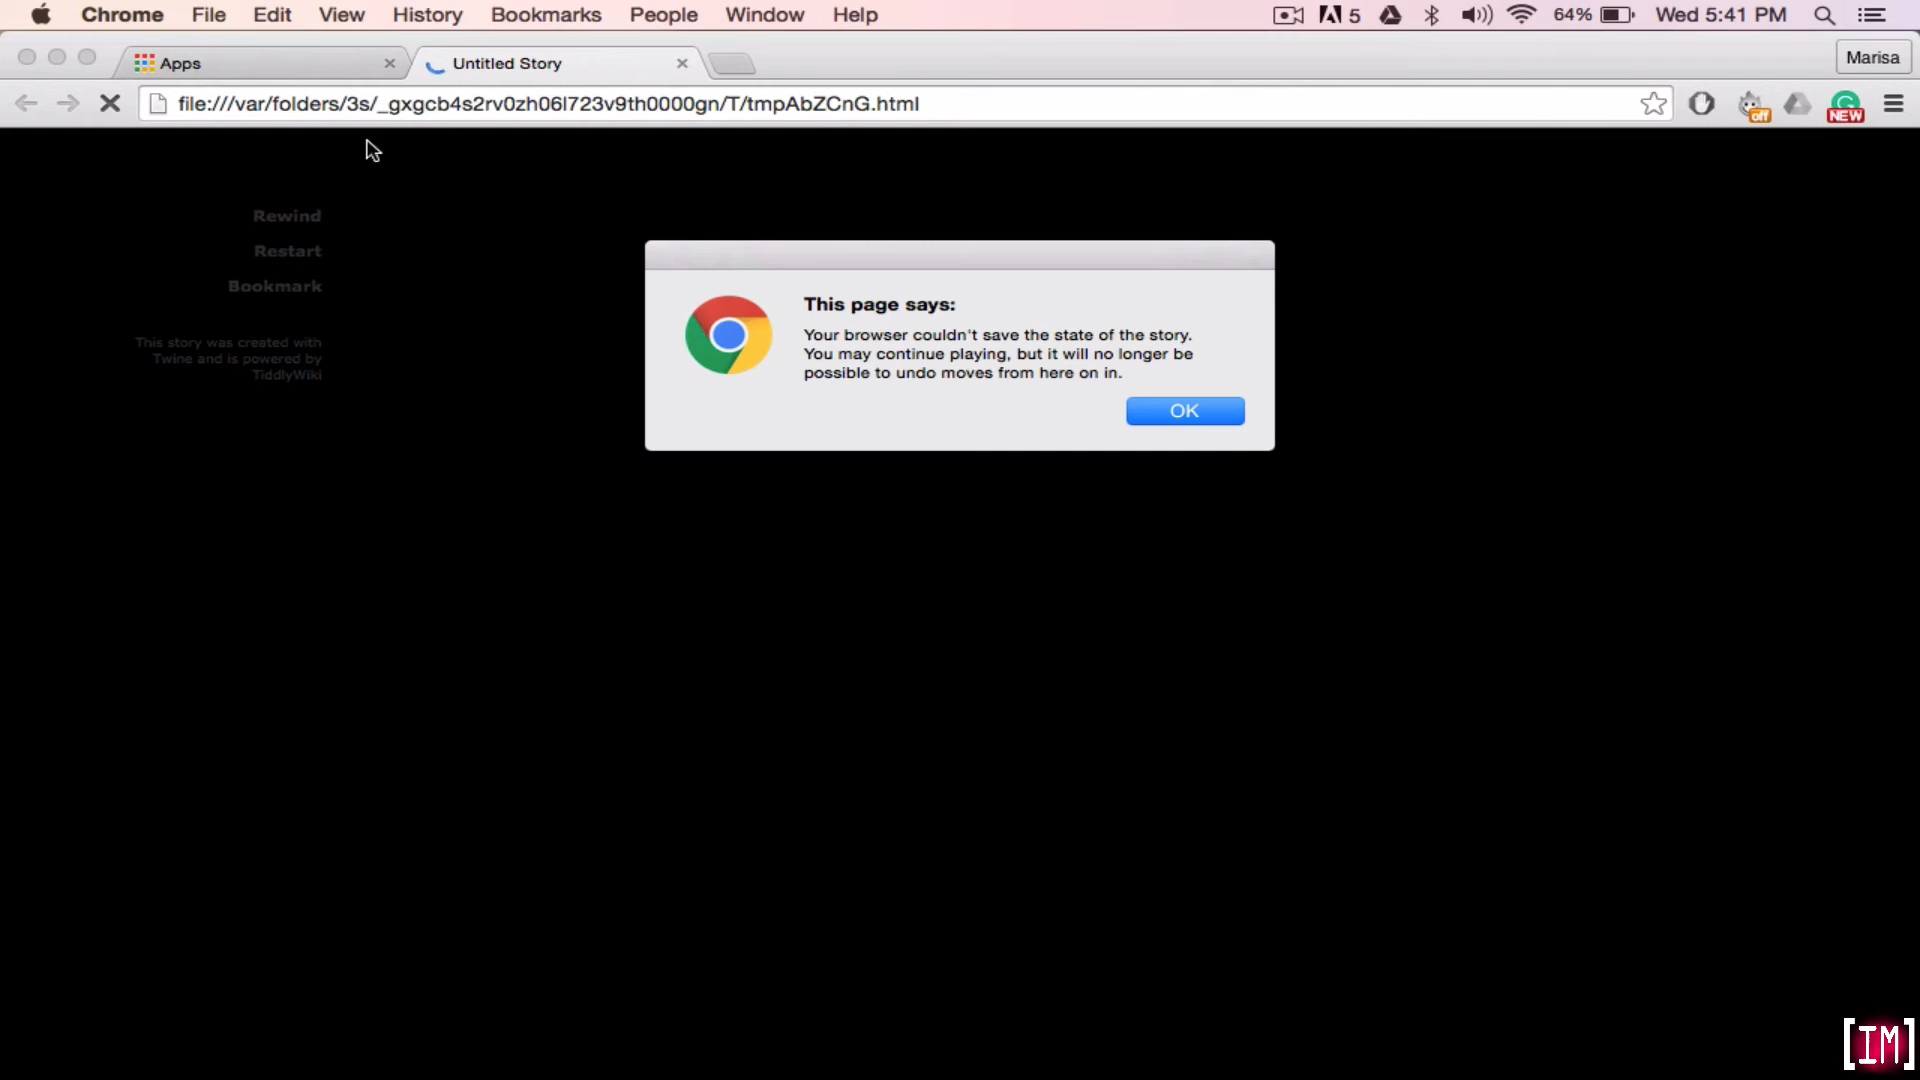 Chrome File Edit View History Bookmarks People Window Help 5 64% Wed 5:41 PM
Apps Untitled Story Marisa
file:///var/folders/3s/_gxgcb4s2rv0zh06l723v9th0000gn/T/tmpAbZCnG.html off NEW
Rewind
Restart
Bookmark
This story was created with
Twine and is powered by
TiddlyWiki
This page says:
Your browser couldn't save the state of the story.
You may continue playing, but it will no longer be
possible to undo moves from here on in.
OK
[IM]